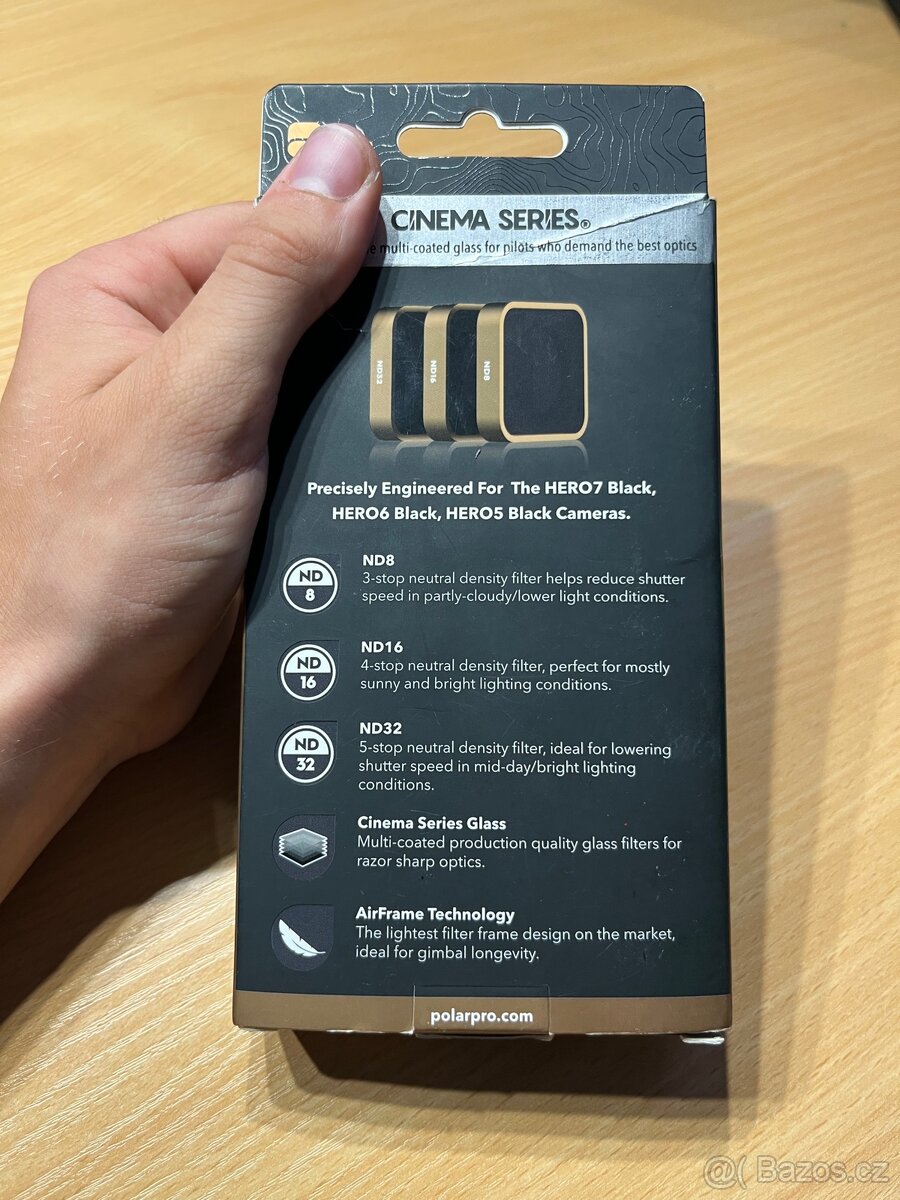 CINEMA SERIES®
multi-coated glass for pilots who demand the best optics
ND32
ND16
ND8
Precisely Engineered For The HERO7 Black,
HERO6 Black, HERO5 Black Cameras.
ND
8
ND8
3-stop neutral density filter helps reduce shutter
speed in partly-cloudy/lower light conditions.
ND
16
ND16
4-stop neutral density filter, perfect for mostly
sunny and bright lighting conditions.
ND
32
ND32
5-stop neutral density filter, ideal for lowering
shutter speed in mid-day/bright lighting
conditions.
Cinema Series Glass
Multi-coated production quality glass filters for
razor sharp optics.
AirFrame Technology
The lightest filter frame design on the market,
ideal for gimbal longevity.
polarpro.com
@( Bazos.cz